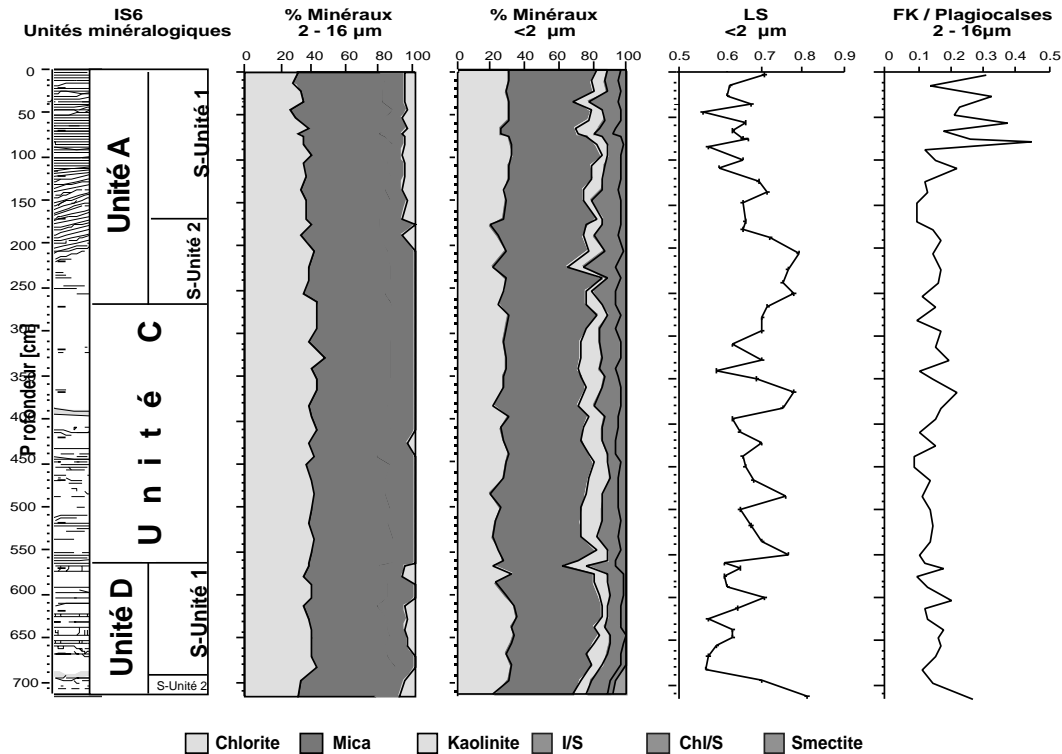 IS6
Unités minéralogiques
% Minéraux
2 - 16 µm
% Minéraux
<2 µm
LS
<2 µm
FK / Plagiocalses
2 - 16µm
0 20 40 60 80 100
0 20 40 60 80 100
0.5 0.6 0.7 0.8 0.9
0 0.1 0.2 0.3 0.4 0.5
P rofondeur [cm]
0
50
100
150
200
250
300
350
400
450
500
550
600
650
700
Unité A
S-Unité 1
S-Unité 2
Unité C
Unité D
S-Unité 1
S-Unité 2
Chlorite Mica Kaolinite I/S Chl/S Smectite